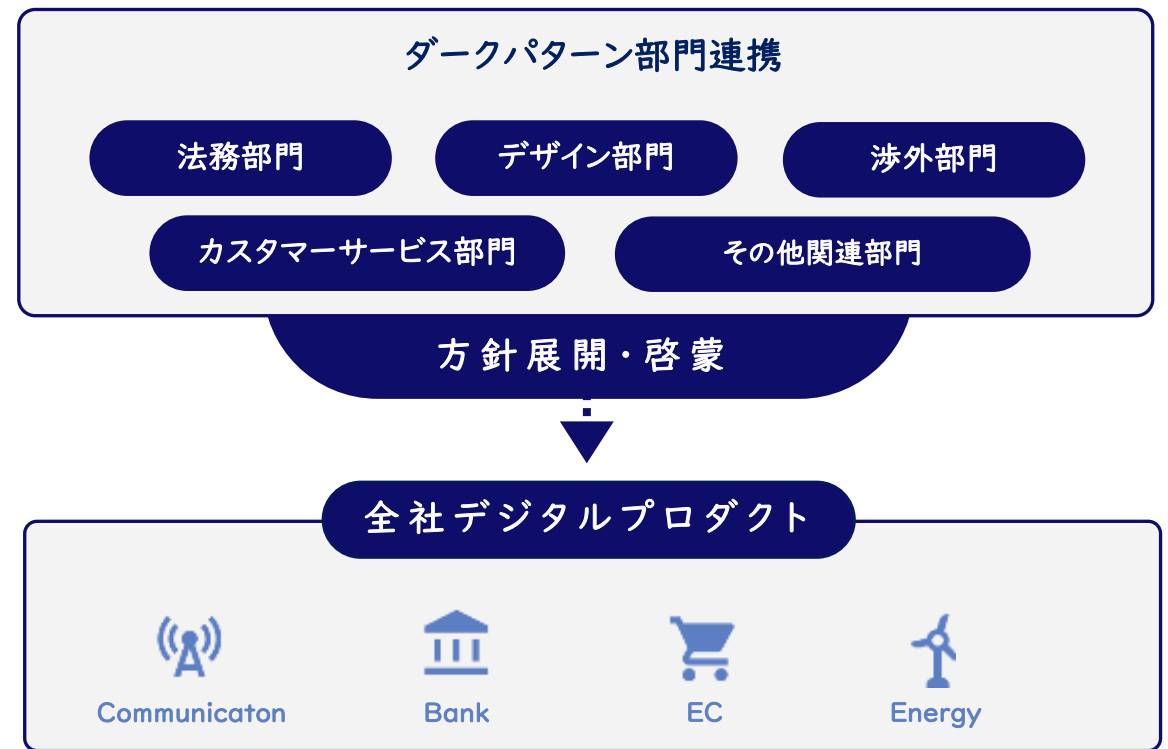 ダークパターン部門連携
法務部門
デザイン部門
渉外部門
カスタマーサービス部門
その他関連部門
方針展開・啓蒙
全社デジタルプロダクト
Communicaton
Bank
EC
Energy